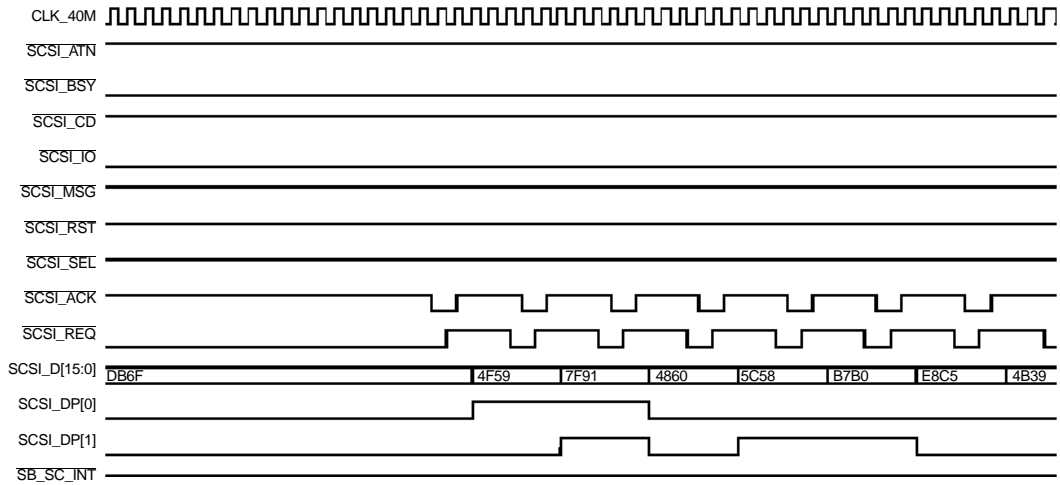 CLK_40M
SCSI_ATN
SCSI_BSY
SCSI_CD
SCSI_IO
SCSI_MSG
SCSI_RST
SCSI_SEL
SCSI_ACK
SCSI_REQ
SCSI_D[15:0] DB6F 4F59 7F91 4860 5C58 B7B0 E8C5 4B39
SCSI_DP[0]
SCSI_DP[1]
SB_SC_INT